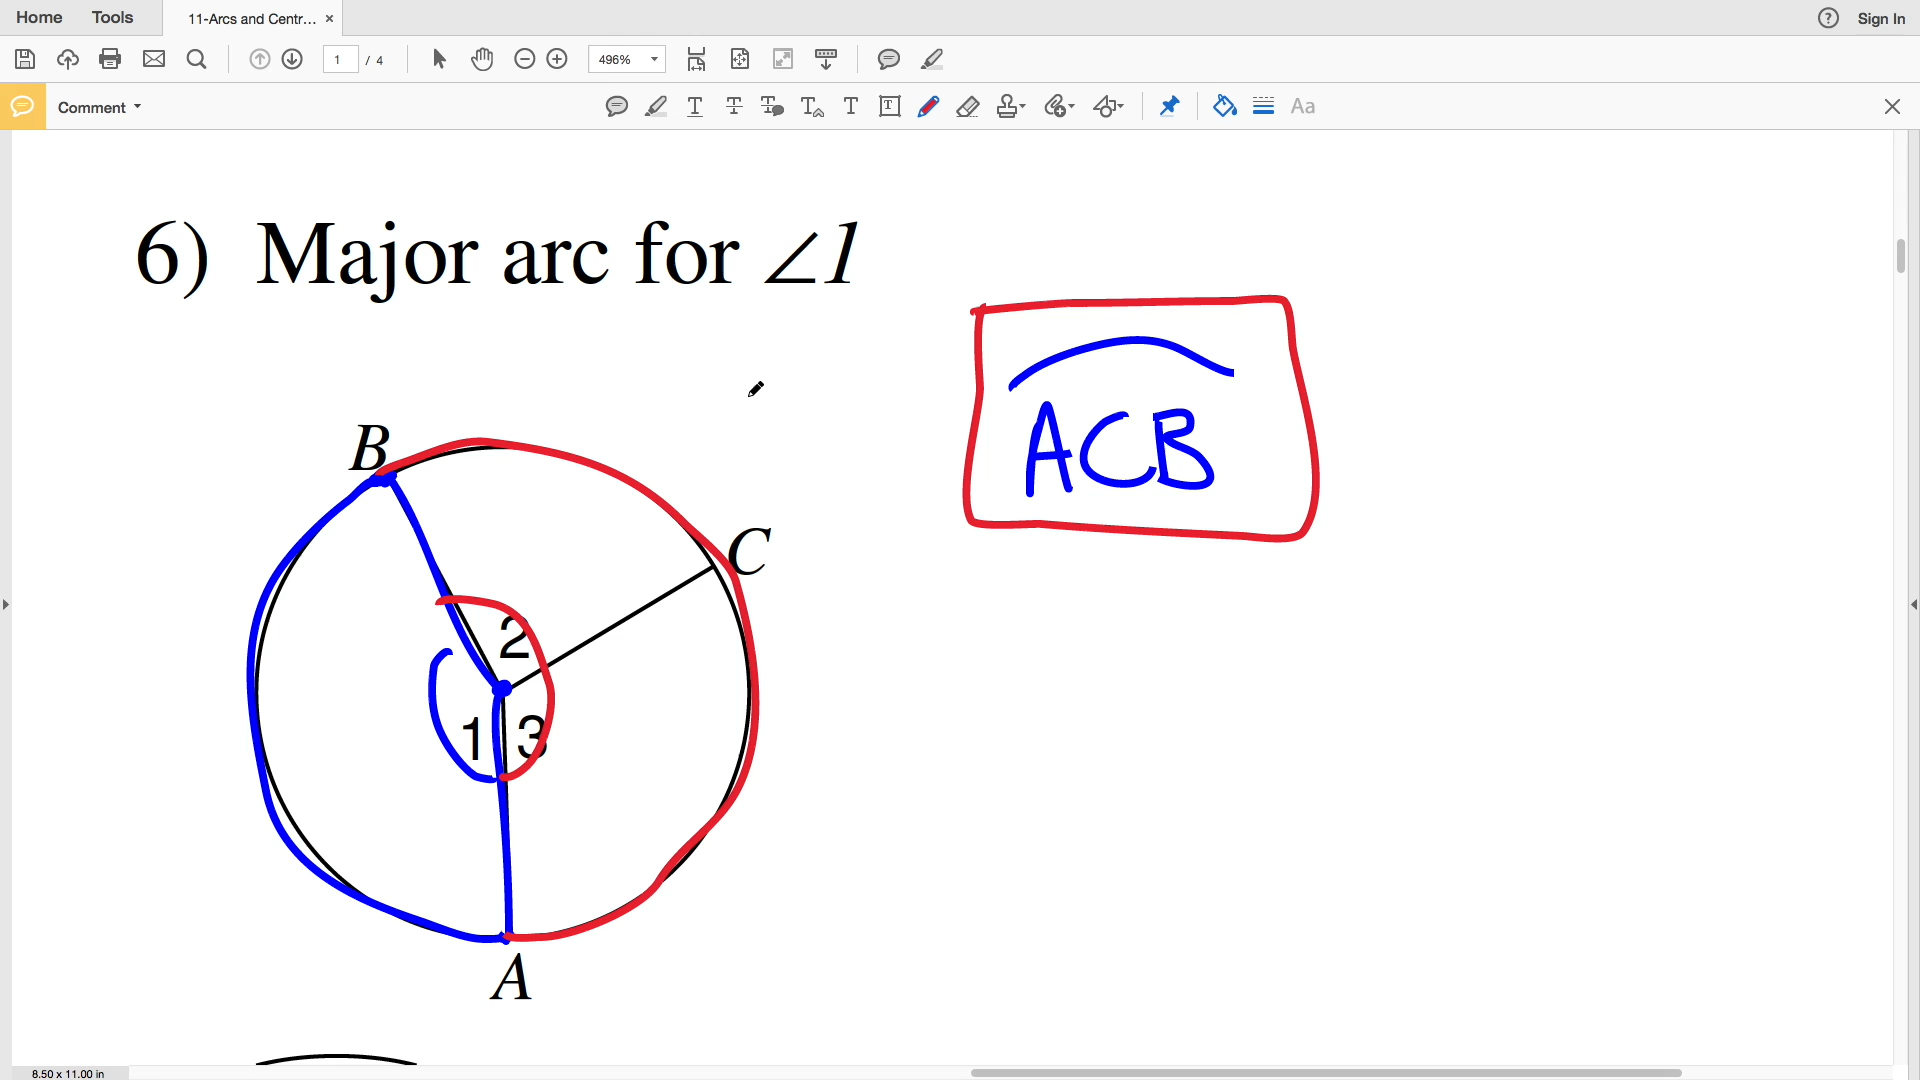 Home Tools 11-Arcs and Centr... × ? Sign In
1 / 4 496%
Comment T T T T T T Aa
6) Major arc for ∠1
ACB
B
C
2
1 3
A
8.50 x 11.00 in